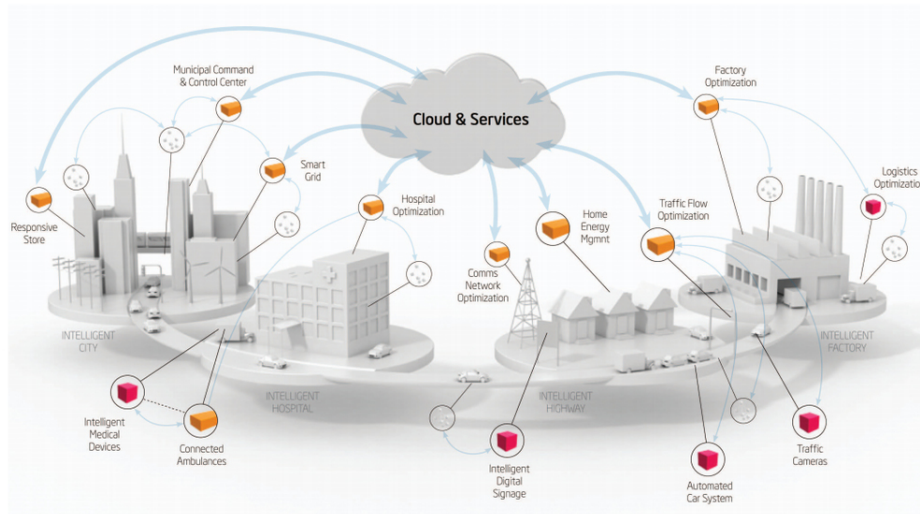 Municipal Command
& Control Center
Cloud & Services
Factory
Optimization
Smart
Grid
Logistics
Optimization
Responsive
Store
Hospital
Optimization
Home
Energy
Mgmnt
Traffic Flow
Optimization
Comms
Network
Optimization
INTELLIGENT
CITY
INTELLIGENT
FACTORY
INTELLIGENT
HOSPITAL
INTELLIGENT
HIGHWAY
Intelligent
Medical
Devices
Connected
Ambulances
Intelligent
Digital
Signage
Traffic
Cameras
Automated
Car System